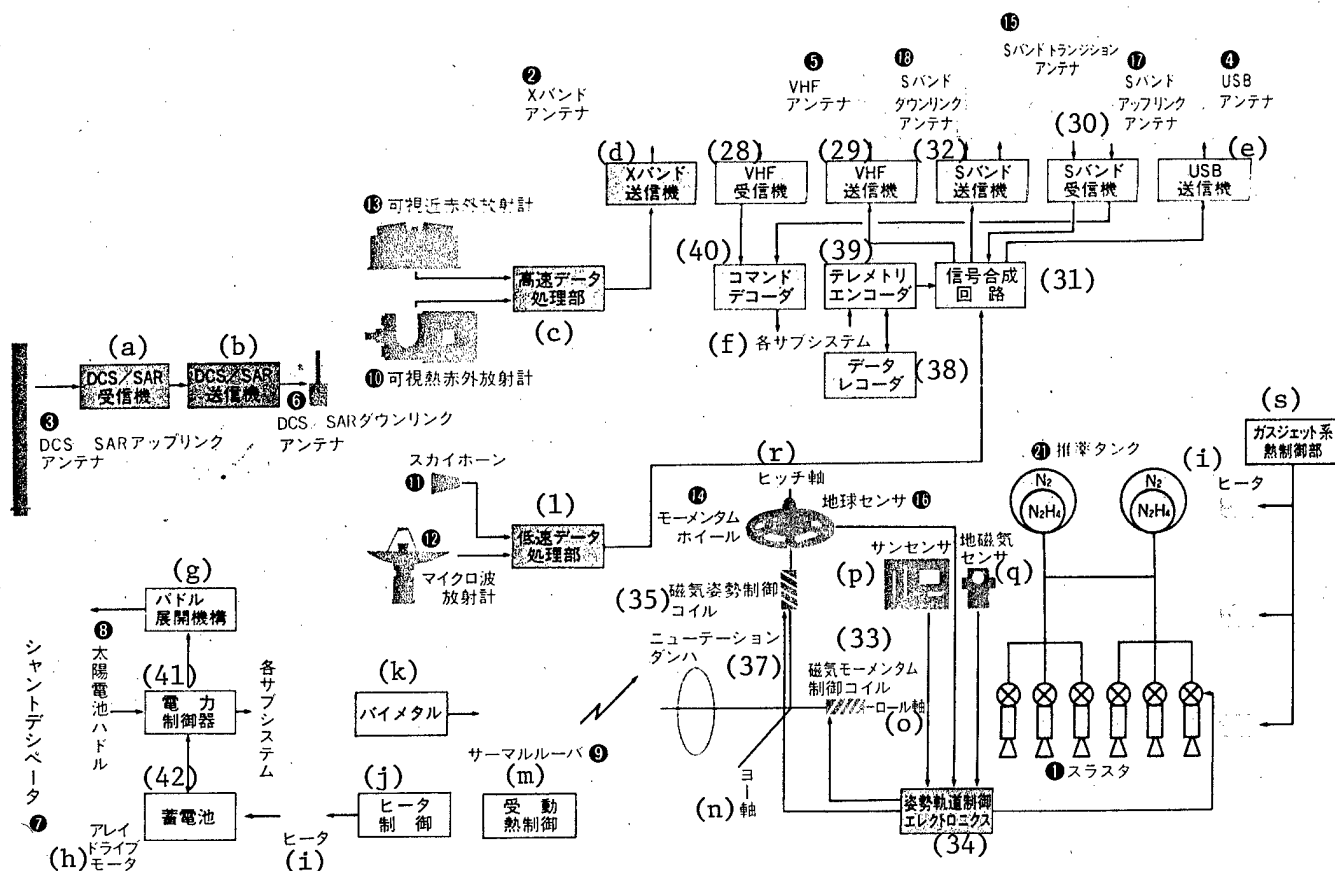 ⓯
Sバンドトランジション
アンテナ
❷
Xバンド
アンテナ
❺
VHF
アンテナ
⓲
Sバンド
ダウンリンク
アンテナ
⓱
Sバンド
アップリンク
アンテナ
❹
USB
アンテナ
(d)
Xバンド
送信機
(28)
VHF
受信機
(29)
VHF
送信機
(32)
Sバンド
送信機
(30)
Sバンド
受信機
(e)
USB
送信機
⓭可視近赤外放射計
高速データ
処理部
(c)
❿可視熱赤外放射計
(40)
コマンド
デコーダ
(39)
テレメトリ
エンコーダ
信号合成
回路
(31)
(f)各サブシステム
データ
レコーダ
(38)
(a)
DCS/SAR
受信機
(b)
DCS/SAR
送信機
❸
DCS SARアップリンク
アンテナ
❻
DCS SARダウンリンク
アンテナ
スカイホーン
⓫
⓬
マイクロ波
放射計
(1)
低速データ
処理部
(r)
ヒッチ軸
⓮
モーメンタム
ホイール
地球センサ⓰
サンセンサ
(p)
地磁気
センサ
(q)
(35)磁気姿勢制御
コイル
ニューテーション
ダンパ
(37)
(33)
磁気モーメンタム
制御コイル
ロール軸
(o)
(n)ヨー軸
姿勢軌道制御
エレクトロニクス
(34)
㉑推薬タンク
N₂
N₂H₄
N₂
N₂H₄
(i)
ヒータ
(s)
ガスジェット系
熱制御部
❶スラスタ
(g)
パドル
展開機構
シャントデシペータ
❼
❽太陽電池ハドル
(41)
電力
制御器
各サブシステム
(42)
蓄電池
(h)アレイ
ドライブ
モータ
ヒータ
(i)
(k)
バイメタル
サーマルルーバ❾
(j)
ヒータ
制御
(m)
受動
熱制御